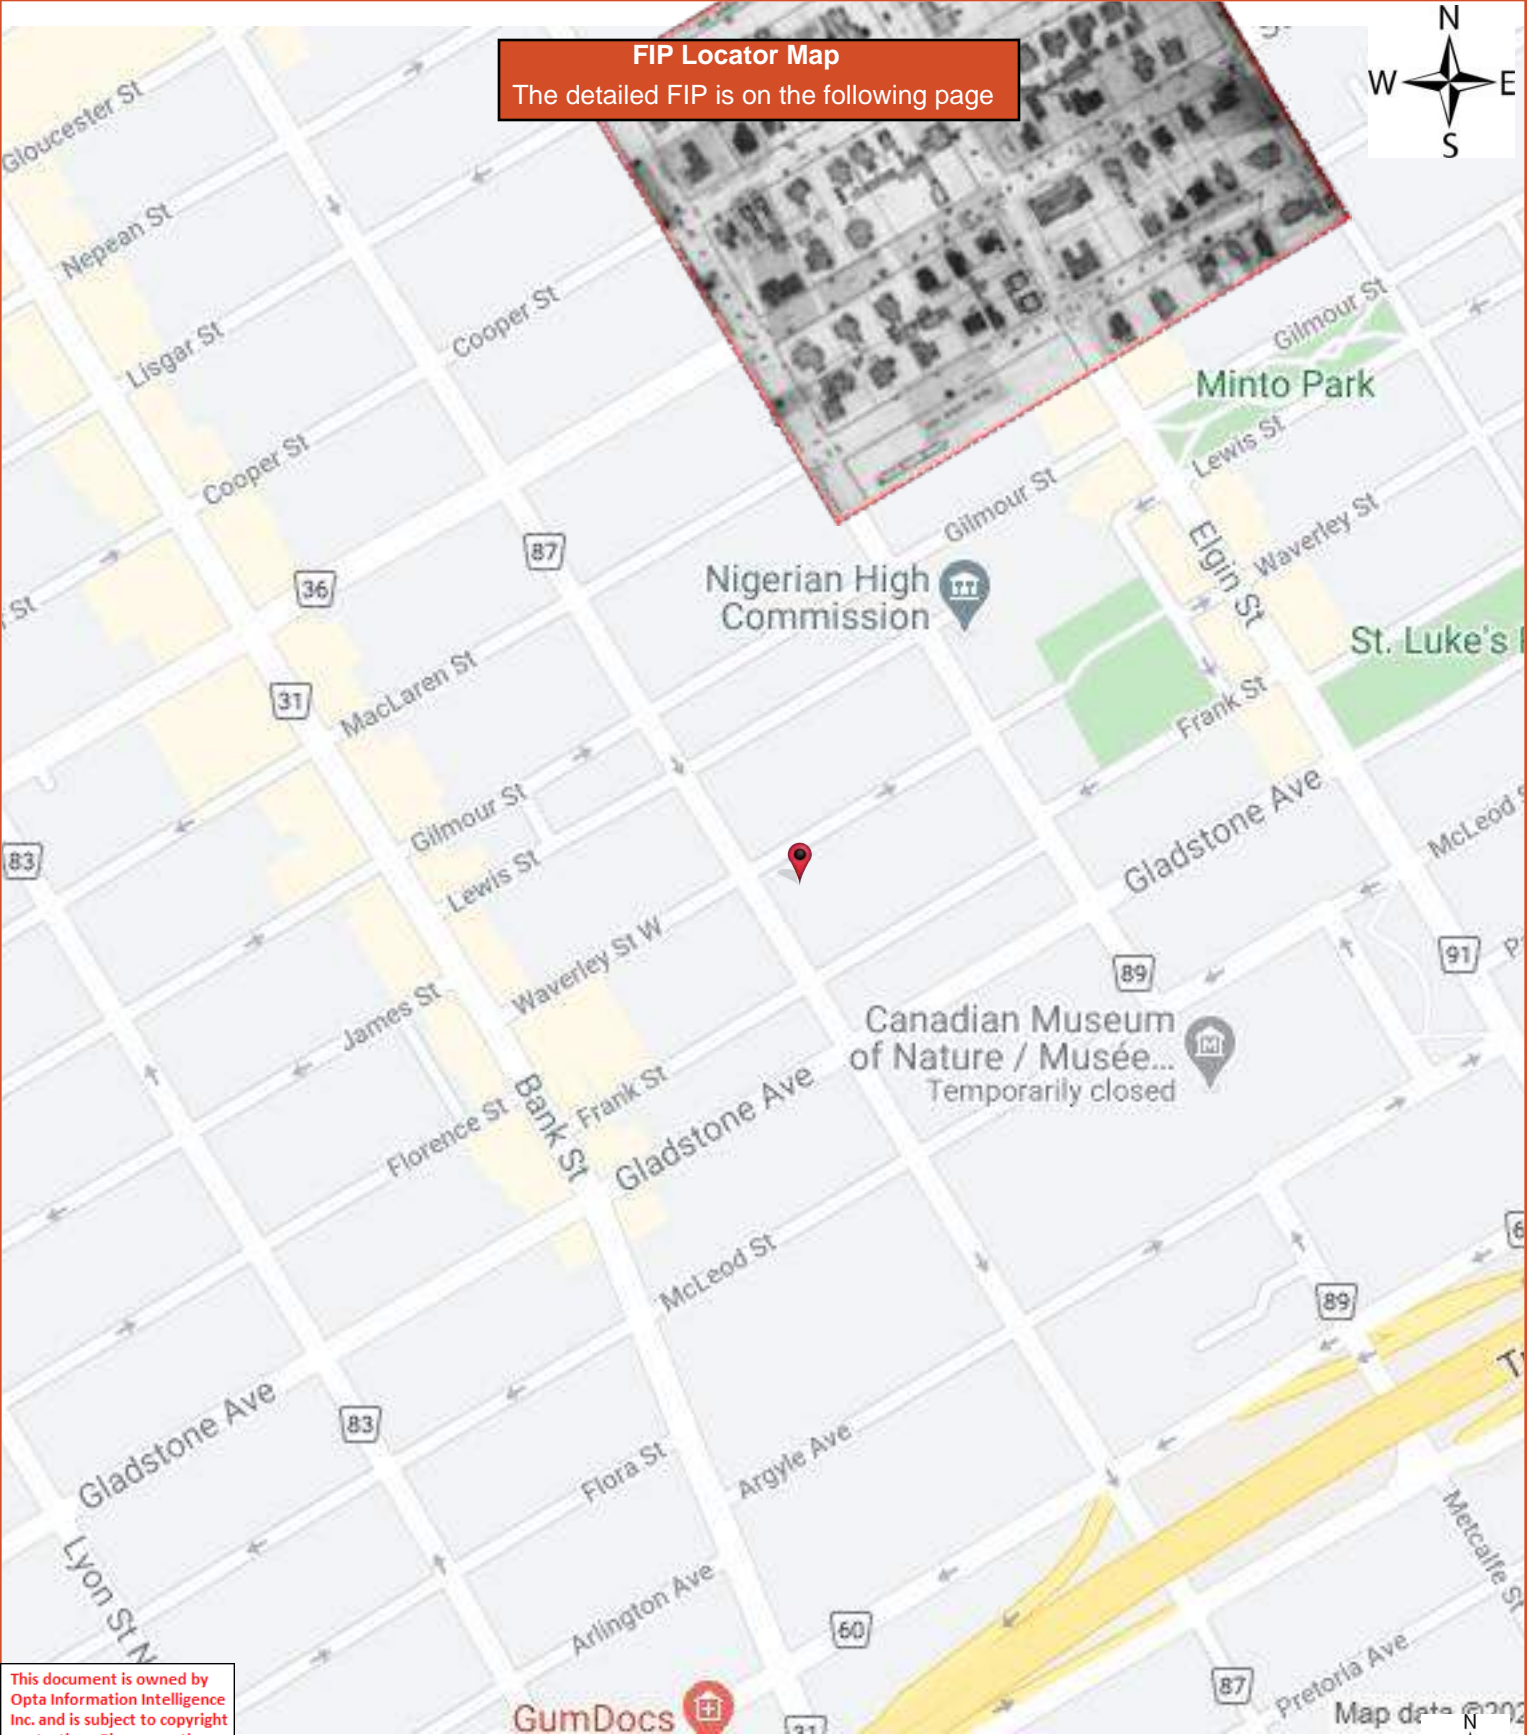 FIP Locator Map
The detailed FIP is on the following page
N
W
E
S
Gloucester St
Nepean St
Lisgar St
Cooper St
Cooper St
Gilmour St
Minto Park
Lewis St
Gilmour St
Waverley St
Elgin St
87
36
St
Nigerian High
Commission
St. Luke's
31
MacLaren St
Frank St
Gladstone Ave
McLeod
83
Gilmour St
Lewis St
Waverley St W
89
91
James St
Canadian Museum
of Nature / Musée...
Temporarily closed
Bank St
Frank St
Florence St
Gladstone Ave
McLeod St
89
Gladstone Ave
83
Flora St
Argyle Ave
Metcalfe St
Lyon St N
Arlington Ave
60
87
Pretoria Ave
This document is owned by
Opta Information Intelligence
Inc. and is subject to copyright
GumDocs
31
Map data ©202
N